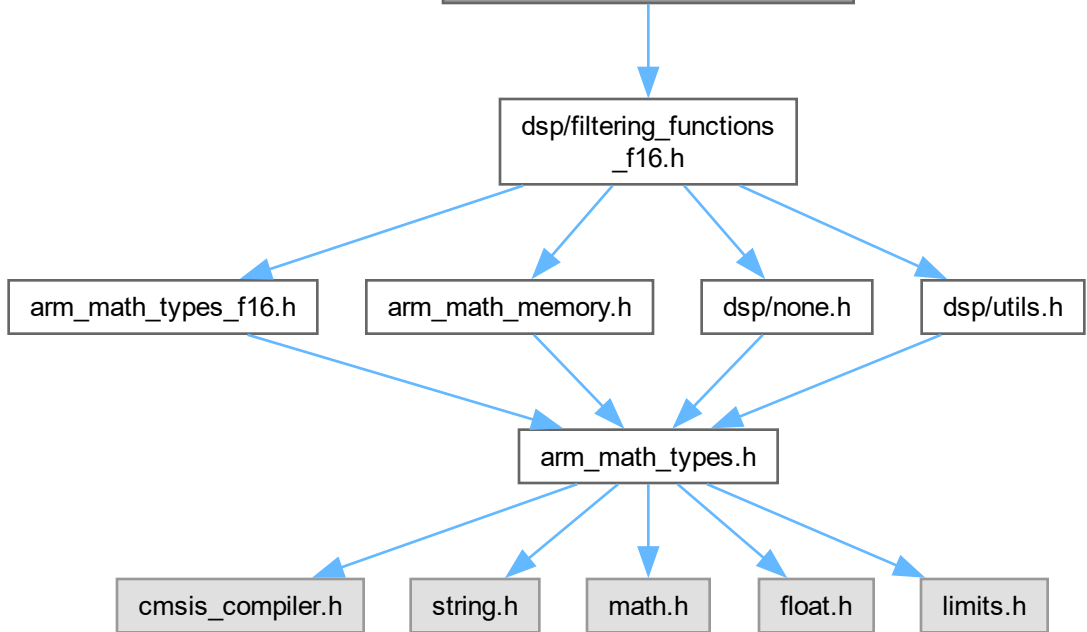 dsp/filtering_functions
_f16.h
arm_math_types_f16.h
arm_math_memory.h
dsp/none.h
dsp/utils.h
arm_math_types.h
cmsis_compiler.h
string.h
math.h
float.h
limits.h